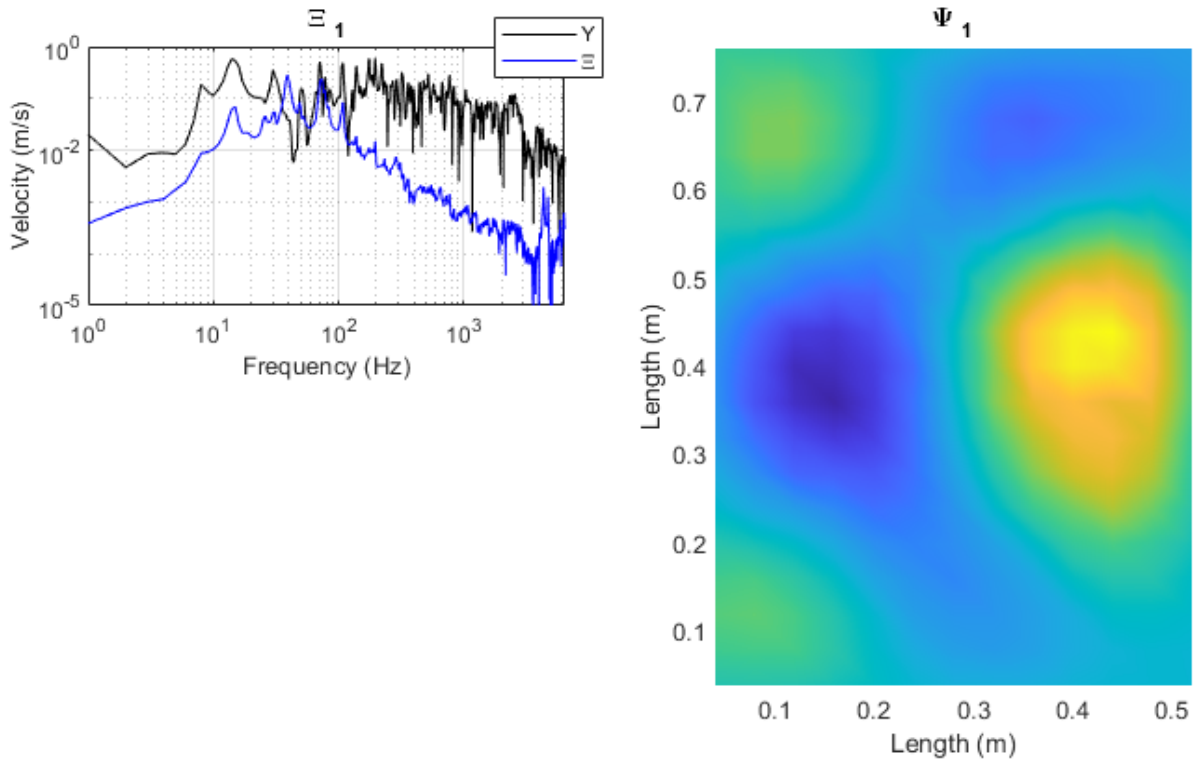 Ξ 1
Y
Ξ
10^0
10^-2
10^-5
Velocity (m/s)
10^0 10^1 10^2 10^3
Frequency (Hz)
Ψ 1
0.7
0.6
0.5
0.4
0.3
0.2
0.1
Length (m)
0.1 0.2 0.3 0.4 0.5
Length (m)